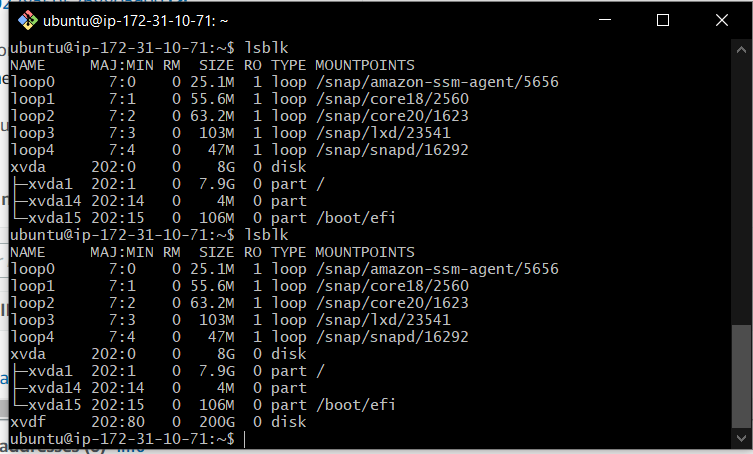 ubuntu@ip-172-31-10-71: ~
ubuntu@ip-172-31-10-71:~$ lsblk
NAME     MAJ:MIN RM  SIZE RO TYPE MOUNTPOINTS
loop0      7:0    0 25.1M  1 loop /snap/amazon-ssm-agent/5656
loop1      7:1    0 55.6M  1 loop /snap/core18/2560
loop2      7:2    0 63.2M  1 loop /snap/core20/1623
loop3      7:3    0  103M  1 loop /snap/lxd/23541
loop4      7:4    0   47M  1 loop /snap/snapd/16292
xvda     202:0    0    8G  0 disk
├─xvda1  202:1    0  7.9G  0 part /
├─xvda14 202:14   0    4M  0 part
└─xvda15 202:15   0  106M  0 part /boot/efi
ubuntu@ip-172-31-10-71:~$ lsblk
NAME     MAJ:MIN RM  SIZE RO TYPE MOUNTPOINTS
loop0      7:0    0 25.1M  1 loop /snap/amazon-ssm-agent/5656
loop1      7:1    0 55.6M  1 loop /snap/core18/2560
loop2      7:2    0 63.2M  1 loop /snap/core20/1623
loop3      7:3    0  103M  1 loop /snap/lxd/23541
loop4      7:4    0   47M  1 loop /snap/snapd/16292
xvda     202:0    0    8G  0 disk
├─xvda1  202:1    0  7.9G  0 part /
├─xvda14 202:14   0    4M  0 part
└─xvda15 202:15   0  106M  0 part /boot/efi
xvdf     202:80   0  200G  0 disk
ubuntu@ip-172-31-10-71:~$